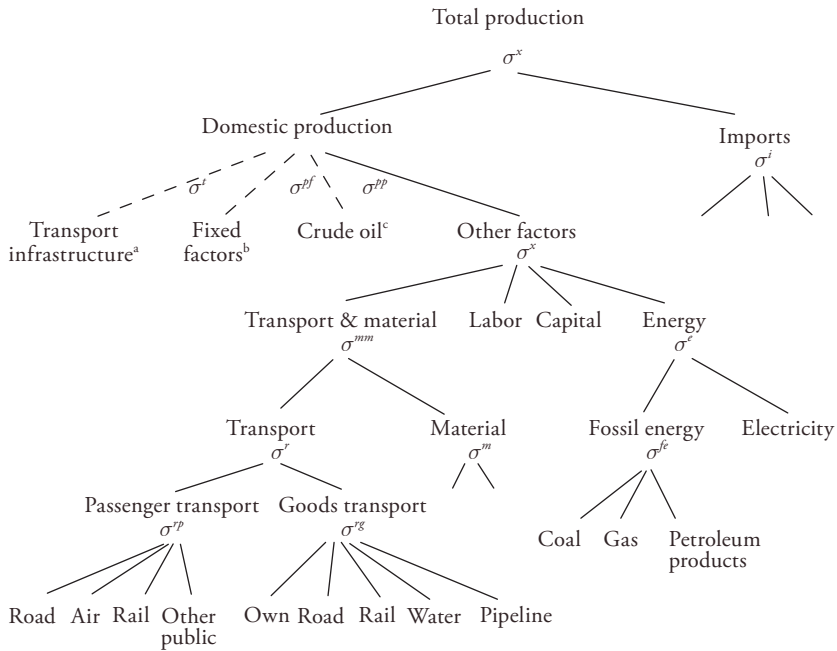 Total production
σ^x
Domestic production
Imports
σ^i
σ^t
σ^pf
σ^pp
Transport
infrastructure^a
Fixed
factors^b
Crude oil^c
Other factors
σ^x
Transport & material
σ^mm
Labor
Capital
Energy
σ^e
Transport
σ^r
Material
σ^m
Fossil energy
σ^fe
Electricity
Passenger transport
σ^rp
Goods transport
σ^rg
Coal
Gas
Petroleum
products
Road
Air
Rail
Other
public
Own
Road
Rail
Water
Pipeline